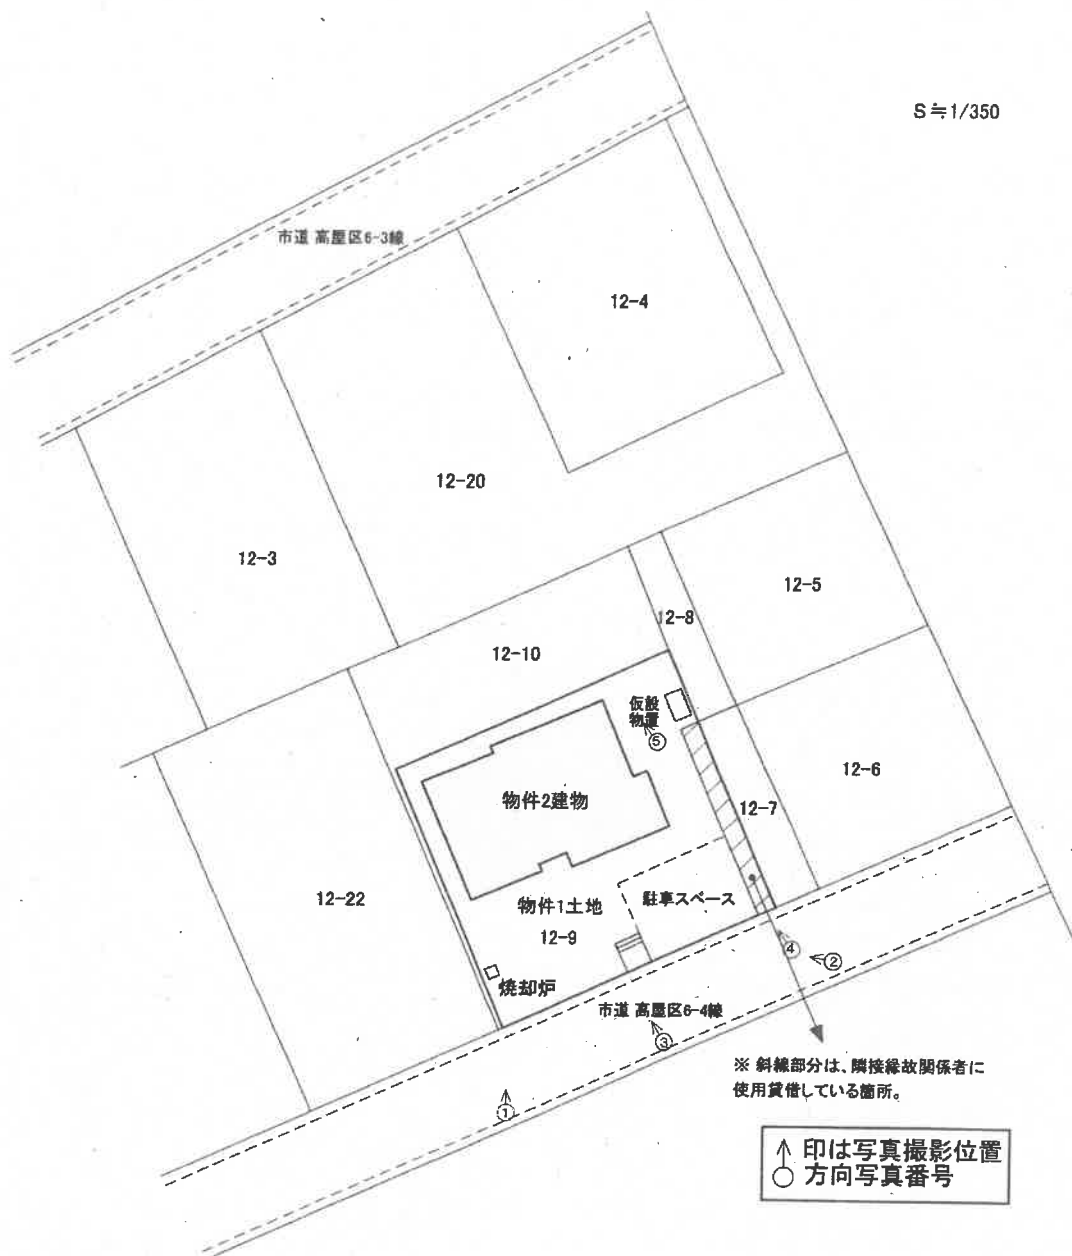 S≒1/350
市道 高屋区6-3線
12-4
12-20
12-3
12-5
12-8
12-10
仮設
物置
⑤
12-6
物件2建物
12-7
12-22
物件1土地
駐車スペース
12-9
④
②
焼却炉
市道 高屋区6-4線
③
※ 斜線部分は、隣接縁故関係者に
使用貸借している箇所。
①
印は写真撮影位置
方向写真番号